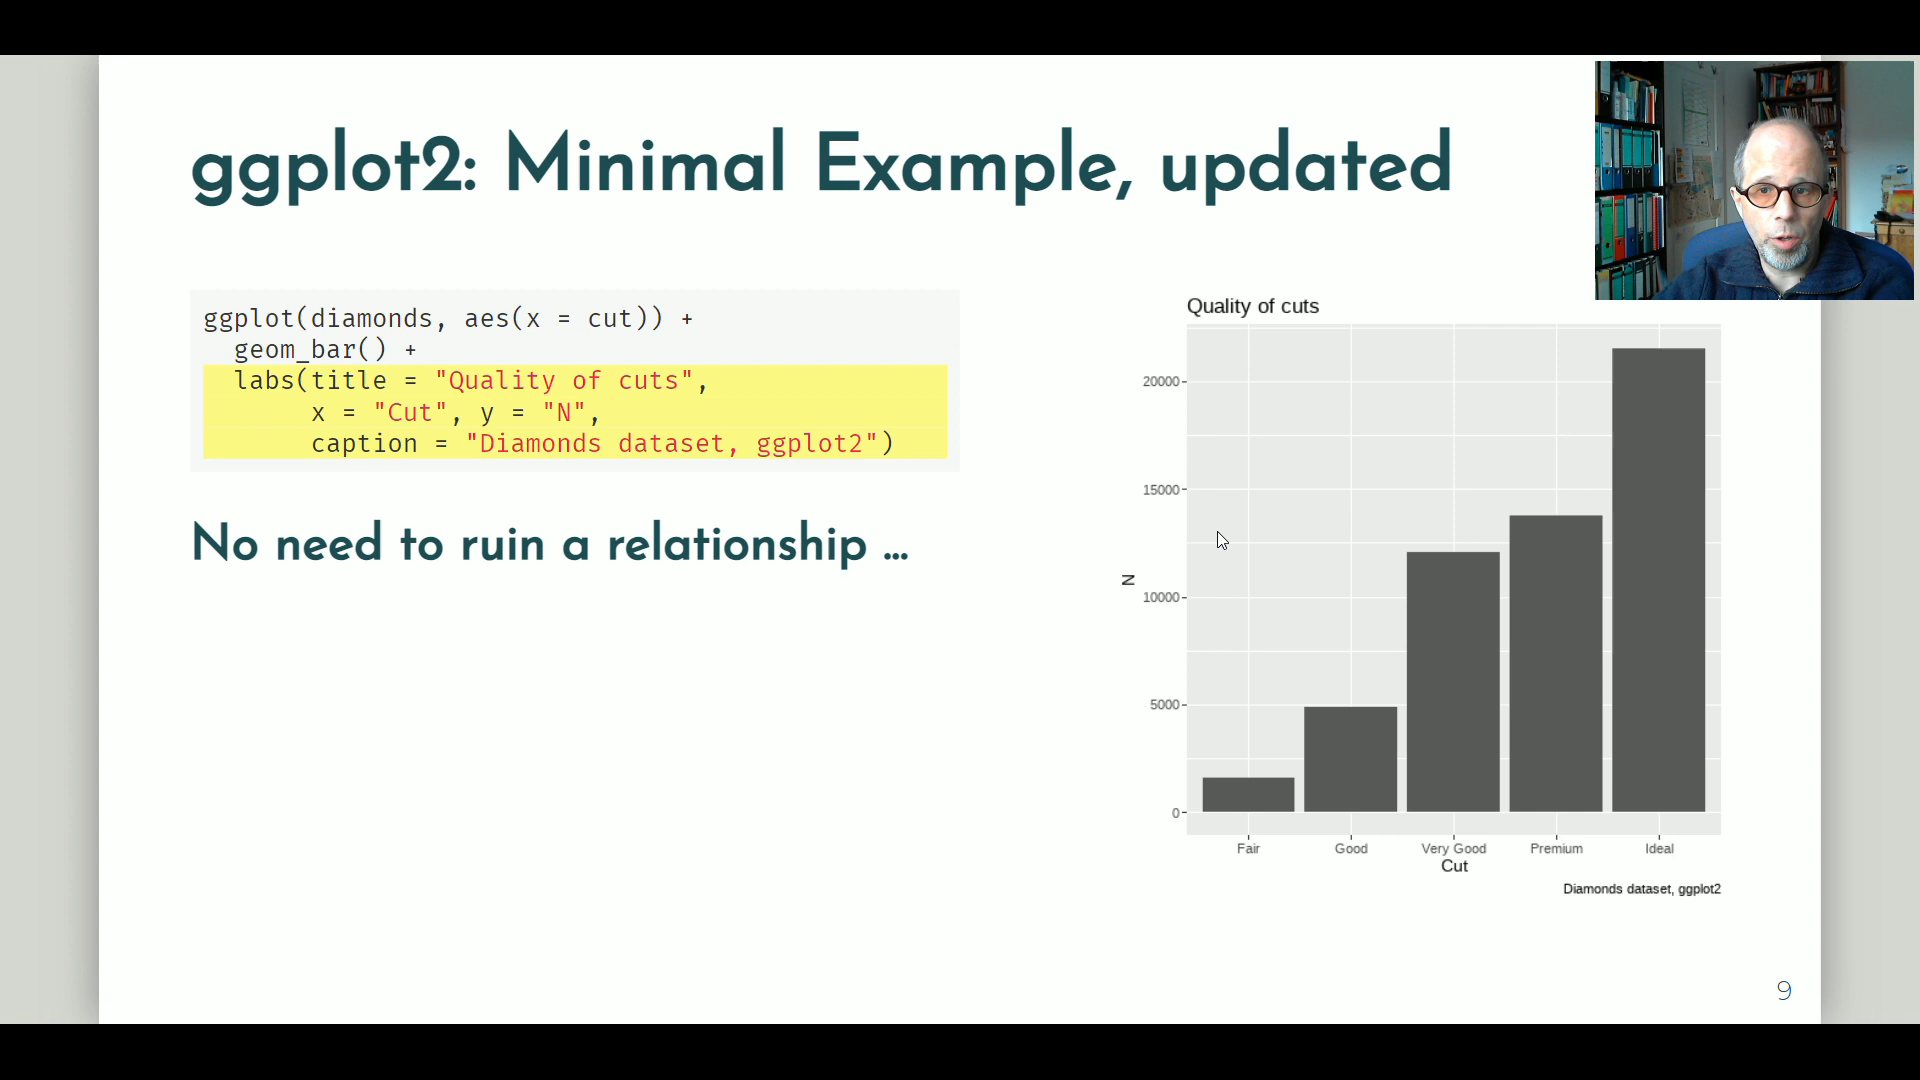 ggplot2: Minimal Example, updated
ggplot(diamonds, aes(x = cut)) +
  geom_bar() +
  labs(title = "Quality of cuts",
       x = "Cut", y = "N",
       caption = "Diamonds dataset, ggplot2")
No need to ruin a relationship ...
Quality of cuts
20000
15000
10000
5000
0
N
Fair Good Very Good Premium Ideal
Cut
Diamonds dataset, ggplot2
9